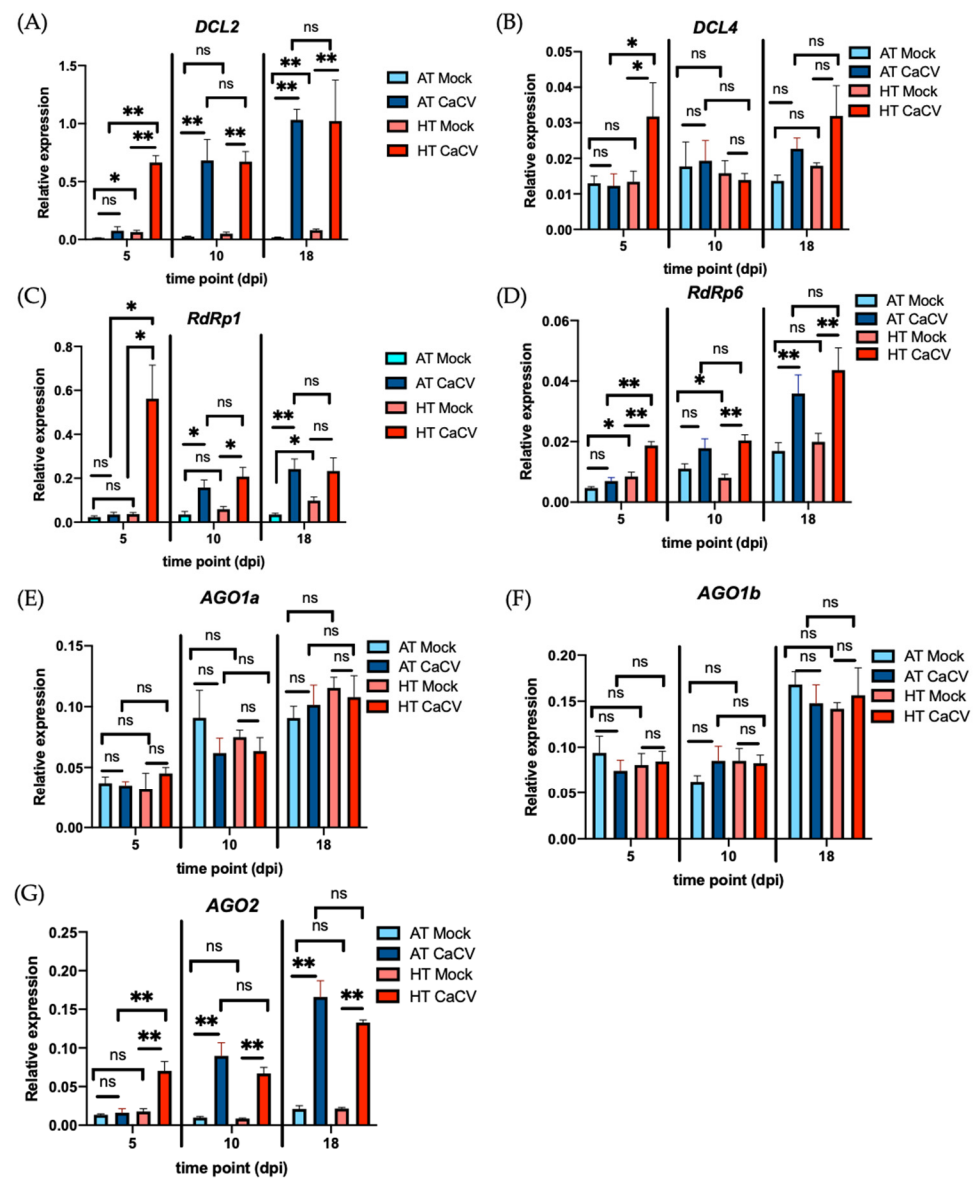 (A)
DCL2
ns
ns
ns
ns
**
**
**
**
**
**
**
**
*
ns
1.5
1.0
0.5
0.0
Relative expression
5
10
18
time point (dpi)
AT Mock
AT CaCV
HT Mock
HT CaCV
(B)
DCL4
*
*
ns
ns
ns
ns
ns
ns
ns
ns
ns
ns
0.05
0.04
0.03
0.02
0.01
0.00
Relative expression
5
10
18
time point (dpi)
AT Mock
AT CaCV
HT Mock
HT CaCV
(C)
RdRp1
*
*
ns
ns
ns
*
ns
*
ns
**
*
ns
0.8
0.6
0.4
0.2
0.0
Relative expression
5
10
18
time point (dpi)
AT Mock
AT CaCV
HT Mock
HT CaCV
(D)
RdRp6
**
*
**
ns
ns
*
ns
**
ns
ns
**
**
0.06
0.04
0.02
0.00
Relative expression
5
10
18
time point (dpi)
AT Mock
AT CaCV
HT Mock
HT CaCV
(E)
AGO1a
ns
ns
ns
ns
ns
ns
ns
ns
ns
ns
ns
ns
0.15
0.10
0.05
0.00
Relative expression
5
10
18
time point (dpi)
AT Mock
AT CaCV
HT Mock
HT CaCV
(F)
AGO1b
ns
ns
ns
ns
ns
ns
ns
ns
ns
ns
ns
ns
0.20
0.15
0.10
0.05
0.00
Relative expression
5
10
18
time point (dpi)
AT Mock
AT CaCV
HT Mock
HT CaCV
(G)
AGO2
**
ns
ns
**
ns
ns
**
**
ns
ns
**
**
0.25
0.20
0.15
0.10
0.05
0.00
Relative expression
5
10
18
time point (dpi)
AT Mock
AT CaCV
HT Mock
HT CaCV